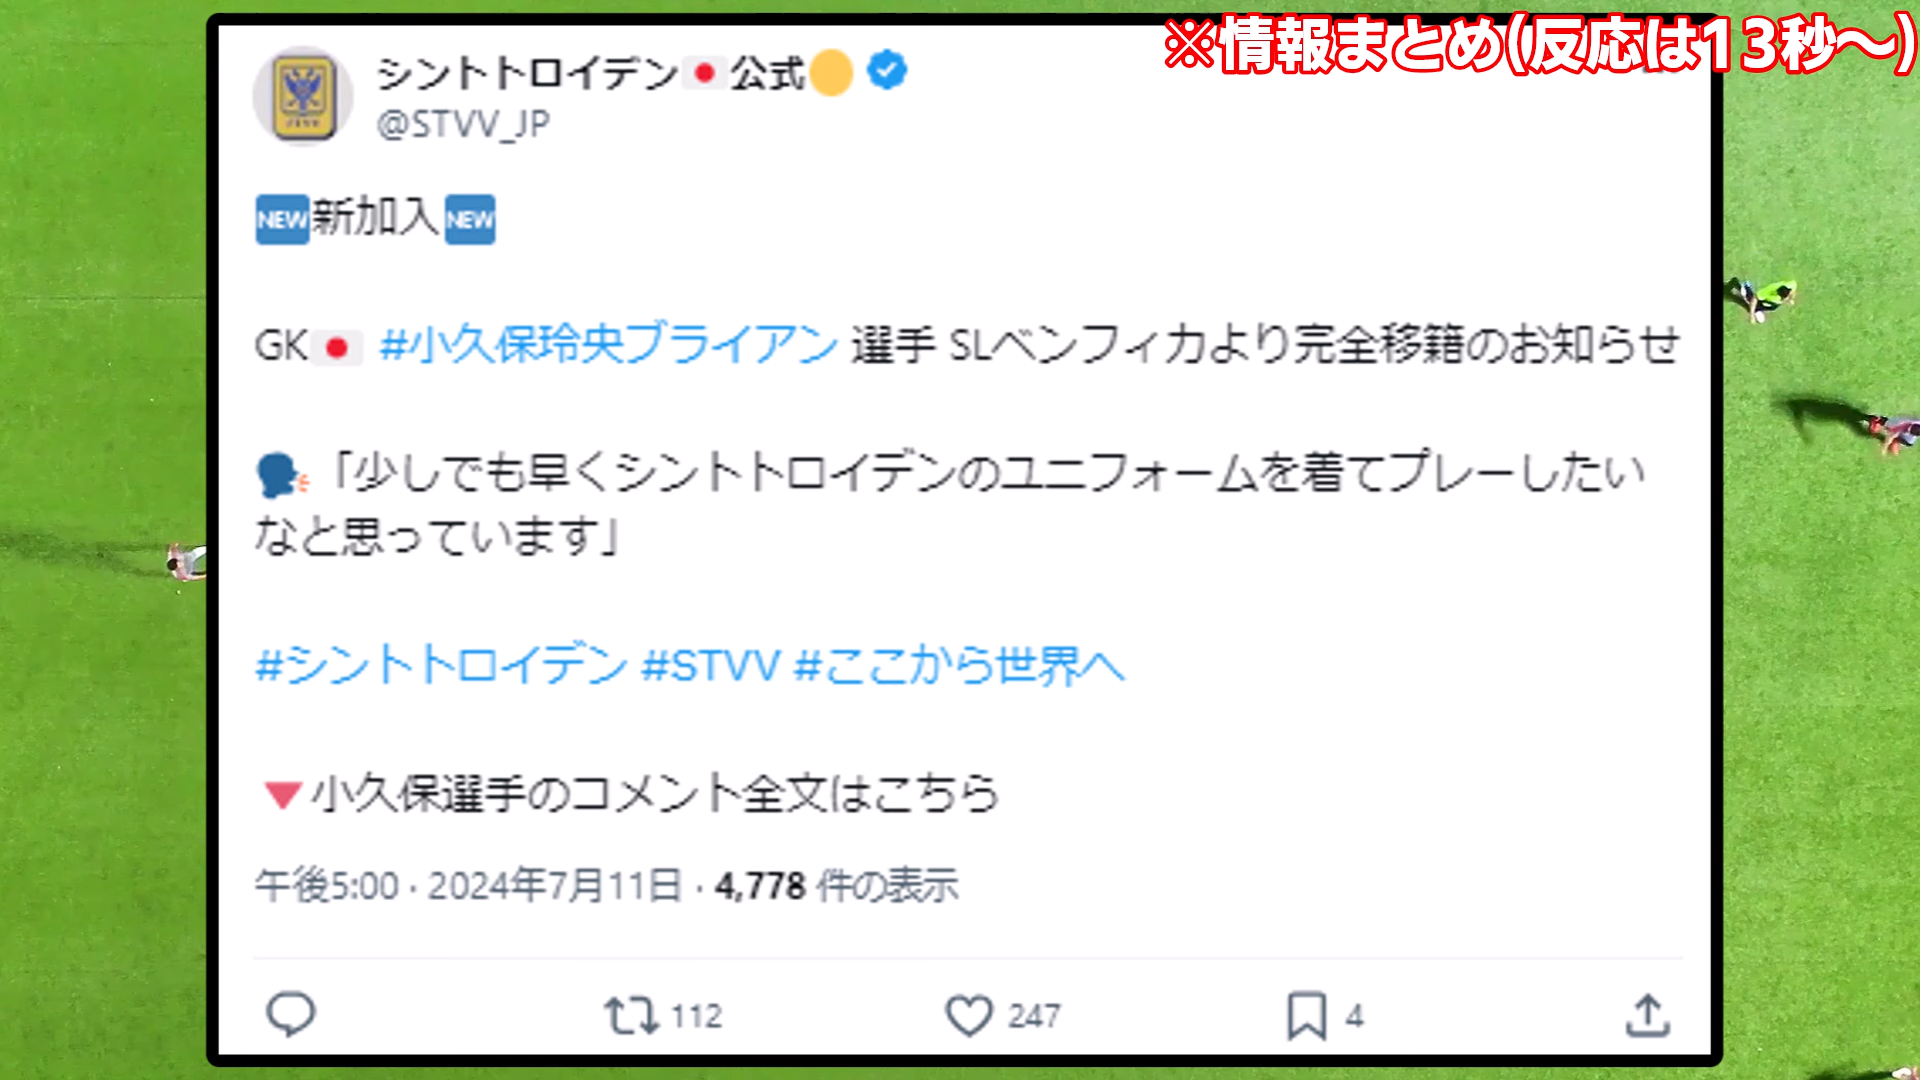 ※情報まとめ(反応は13秒～)
シントトロイデン🇯🇵公式🟡
@STVV_JP
🆕新加入🆕
GK🇯🇵 #小久保玲央ブライアン 選手 SLベンフィカより完全移籍のお知らせ
🗣「少しでも早くシントトロイデンのユニフォームを着てプレーしたい
なと思っています」
#シントトロイデン #STVV #ここから世界へ
🔻小久保選手のコメント全文はこちら
午後5:00 · 2024年7月11日 · 4,778 件の表示
112 247 4